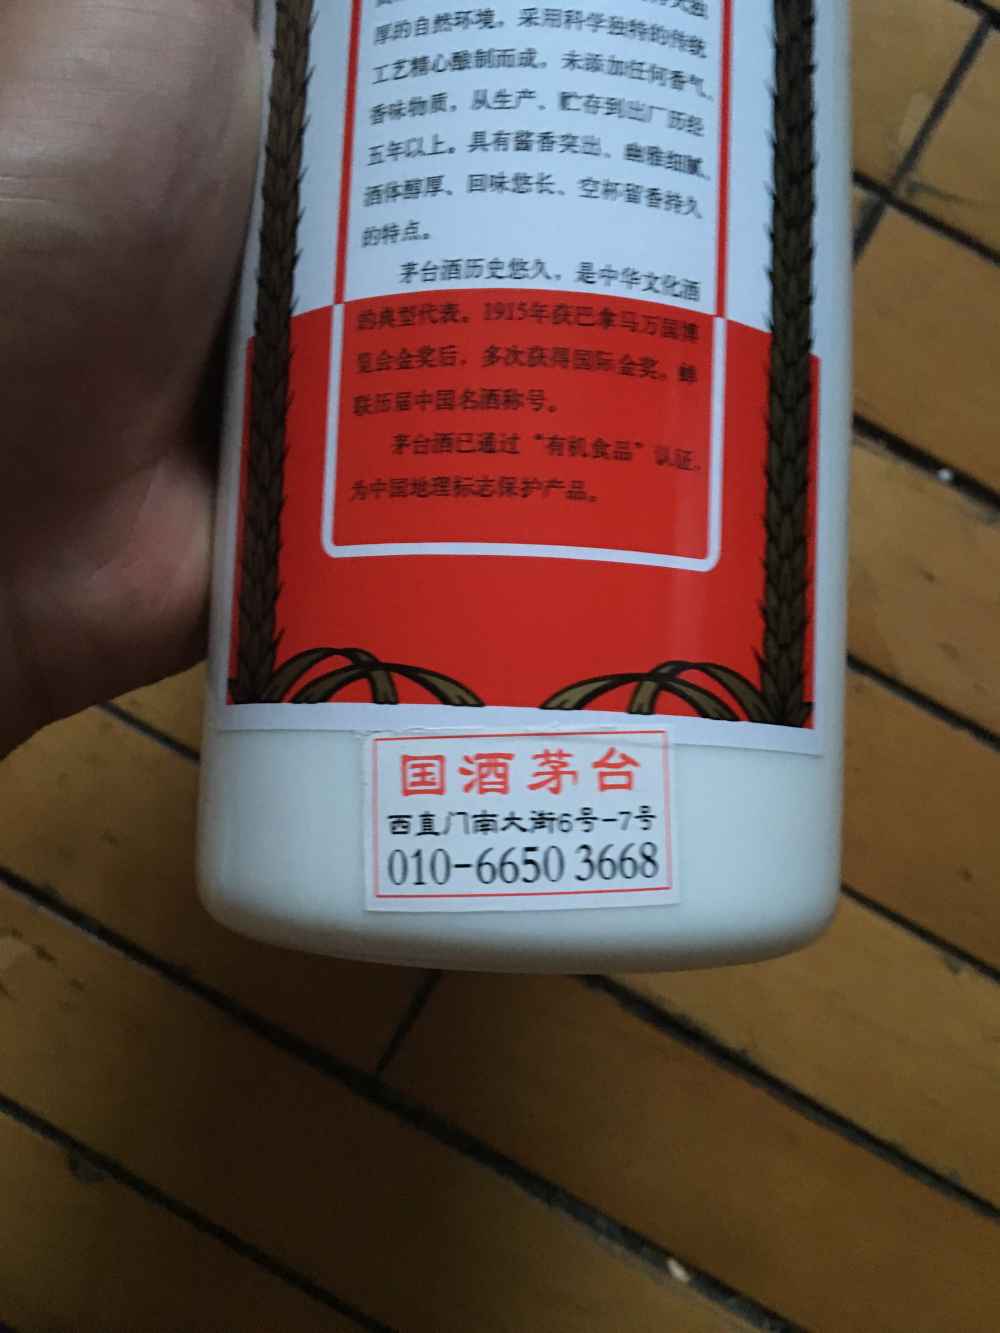 厚的自然环境。采用科学独特的传统
工艺精心酿制而成。未添加任何香气、
香味物质。从生产、贮存到出厂历经
五年以上。具有酱香突出、幽雅细腻、
酒体醇厚、回味悠长、空杯留香持久
的特点。
茅台酒历史悠久，是中华文化酒
的典型代表。1915年获巴拿马万国博
览会金奖后，多次获得国际金奖。蝉
联历届中国名酒称号。
茅台酒已通过“有机食品”认证，
为中国地理标志保护产品。
国酒茅台
西直门南大街6号-7号
010-6650 3668